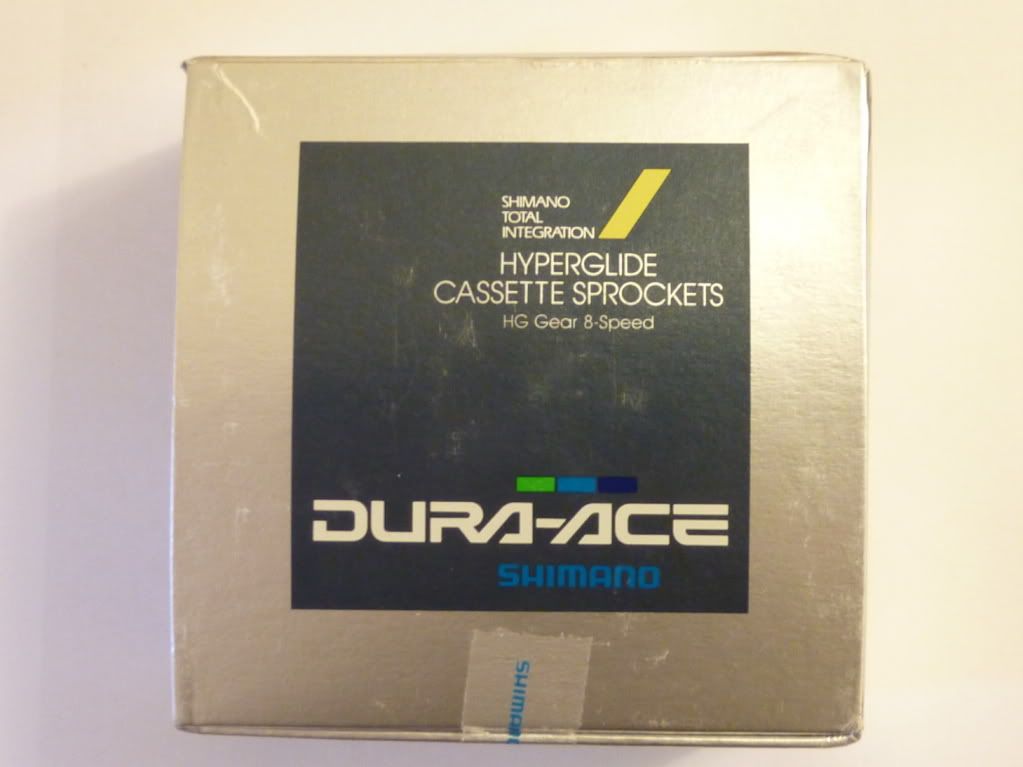 SHIMANO
TOTAL
INTEGRATION
HYPERGLIDE
CASSETTE SPROCKETS
HG Gear 8-Speed
DURA-ACE
SHIMANO
SHIMANO